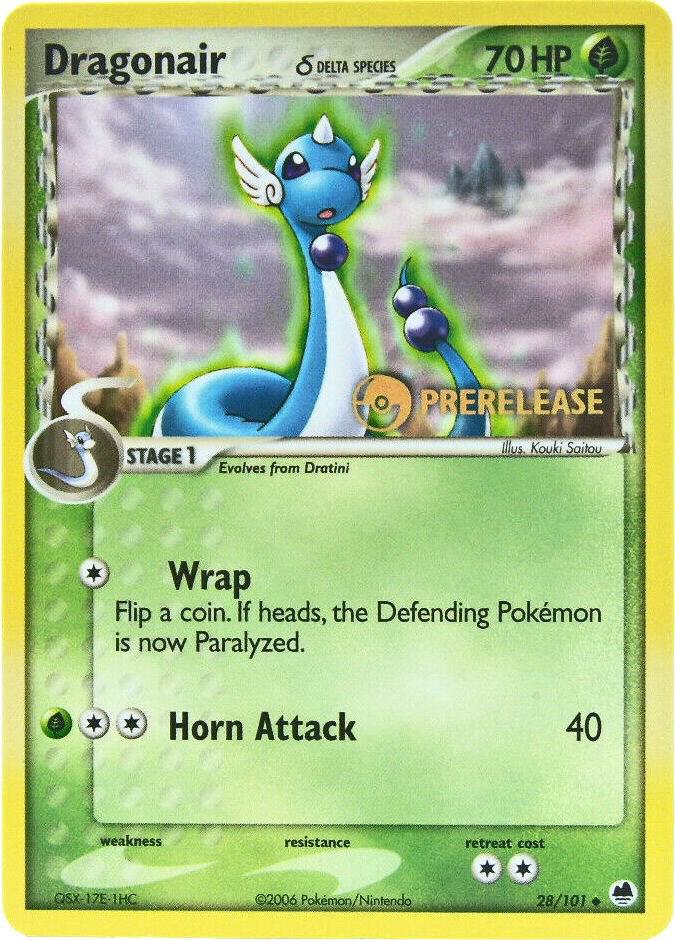 Dragonair δ DELTA SPECIES 70 HP
PRERELEASE
Illus. Kouki Saitou
STAGE 1
Evolves from Dratini
Wrap
Flip a coin. If heads, the Defending Pokémon
is now Paralyzed.
Horn Attack 40
weakness resistance retreat cost
QSX-17E-1HC ©2006 Pokémon/Nintendo 28/101 ◆